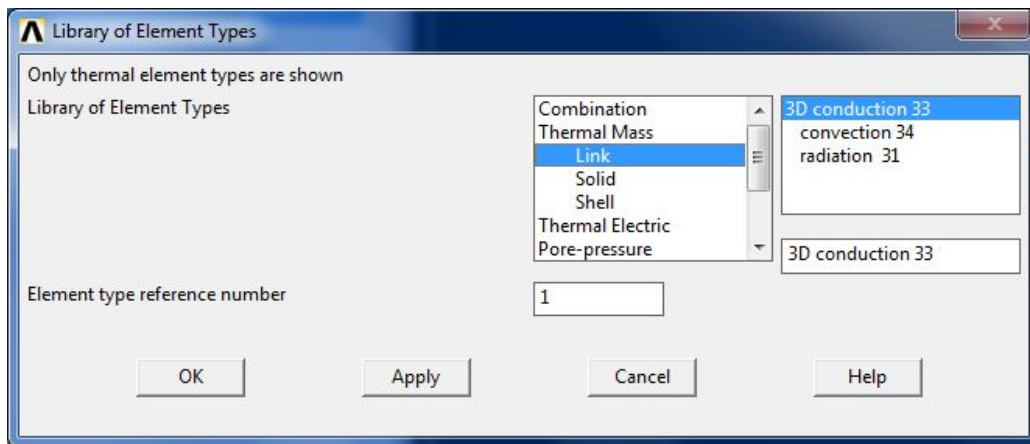 Library of Element Types
Only thermal element types are shown
Library of Element Types
Combination
Thermal Mass
Link
Solid
Shell
Thermal Electric
Pore-pressure
3D conduction 33
convection 34
radiation 31
3D conduction 33
Element type reference number
1
OK
Apply
Cancel
Help